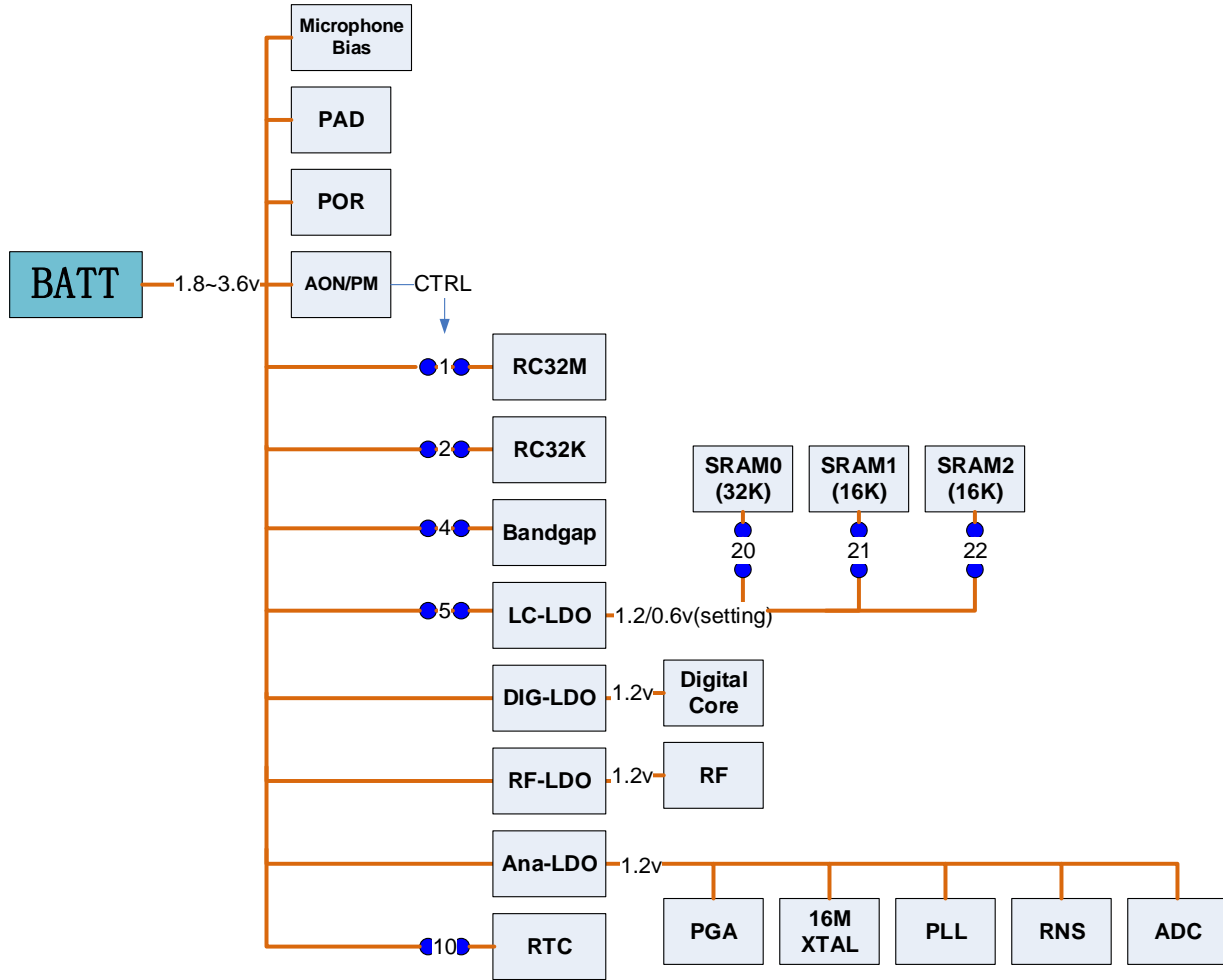 Microphone
Bias
PAD
POR
BATT
1.8~3.6v
AON/PM
CTRL
1
RC32M
2
RC32K
SRAM0
(32K)
SRAM1
(16K)
SRAM2
(16K)
4
Bandgap
20
21
22
5
LC-LDO
1.2/0.6v(setting)
DIG-LDO
1.2v
Digital
Core
RF-LDO
1.2v
RF
Ana-LDO
1.2v
PGA
16M
XTAL
PLL
RNS
ADC
10
RTC